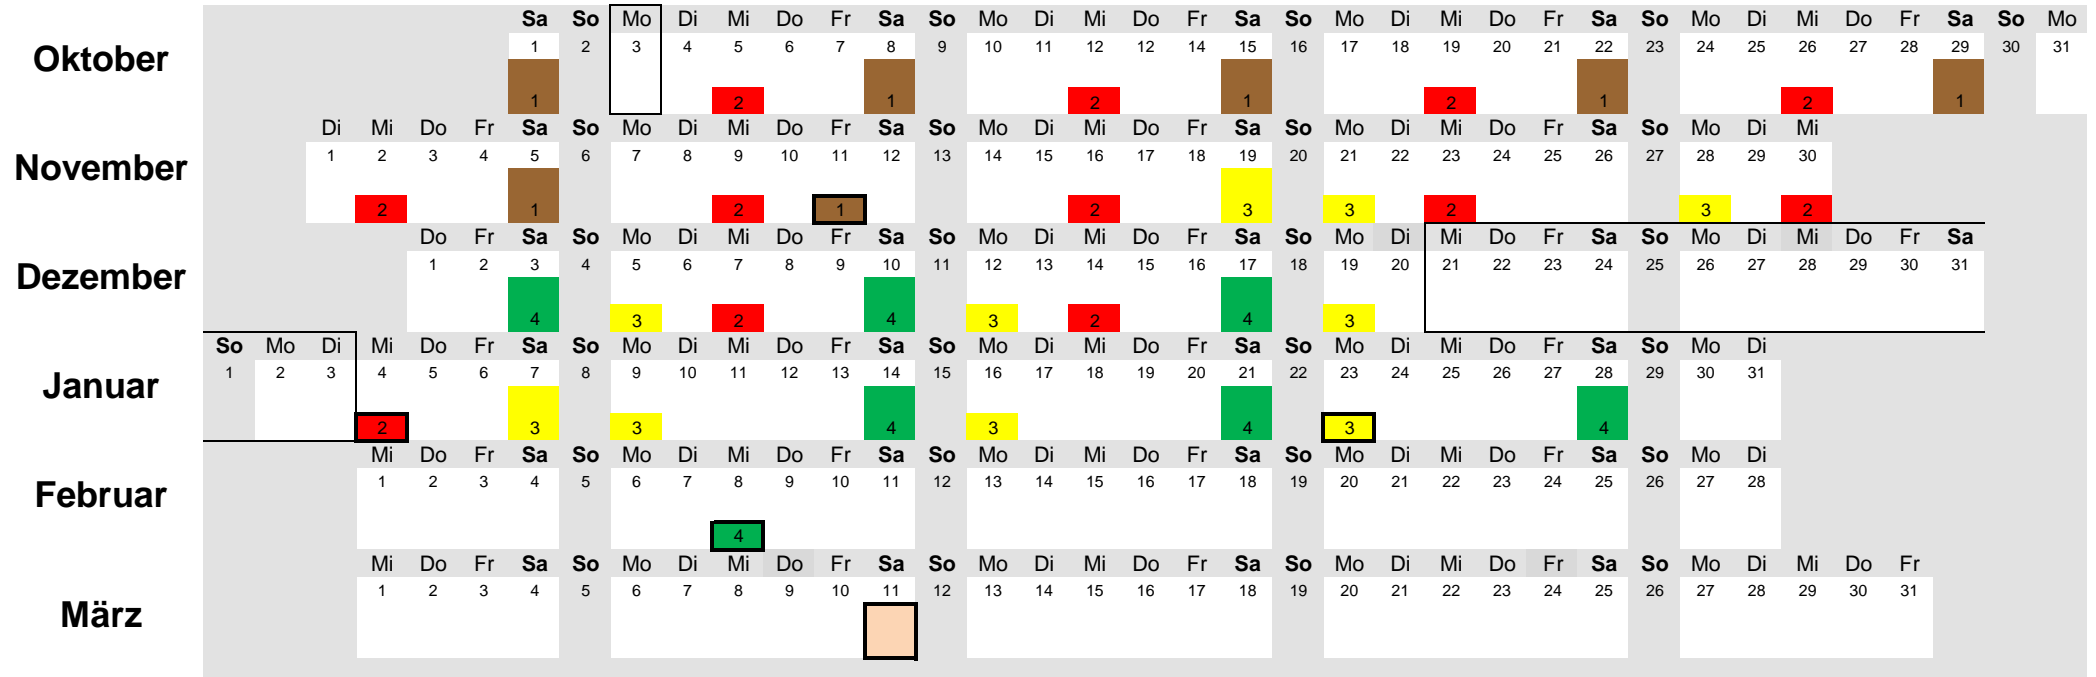 Sa So Mo Di Mi Do Fr Sa So Mo Di Mi Do Fr Sa So Mo Di Mi Do Fr Sa So Mo Di Mi Do Fr Sa So Mo
Oktober
1 2 3 4 5 6 7 8 9 10 11 12 12 14 15 16 17 18 19 20 21 22 23 24 25 26 27 28 29 30 31
1 2 1 2 1 2 1 2 1
Di Mi Do Fr Sa So Mo Di Mi Do Fr Sa So Mo Di Mi Do Fr Sa So Mo Di Mi Do Fr Sa So Mo Di Mi
November
1 2 3 4 5 6 7 8 9 10 11 12 13 14 15 16 17 18 19 20 21 22 23 24 25 26 27 28 29 30
2 1 2 1 2 3 3 2 3 2
Do Fr Sa So Mo Di Mi Do Fr Sa So Mo Di Mi Do Fr Sa So Mo Di Mi Do Fr Sa So Mo Di Mi Do Fr Sa
Dezember
1 2 3 4 5 6 7 8 9 10 11 12 13 14 15 16 17 18 19 20 21 22 23 24 25 26 27 28 29 30 31
4 3 2 4 3 2 4 3
So Mo Di Mi Do Fr Sa So Mo Di Mi Do Fr Sa So Mo Di Mi Do Fr Sa So Mo Di Mi Do Fr Sa So Mo Di
Januar
1 2 3 4 5 6 7 8 9 10 11 12 13 14 15 16 17 18 19 20 21 22 23 24 25 26 27 28 29 30 31
2 3 3 4 3 4 3 4
Mi Do Fr Sa So Mo Di Mi Do Fr Sa So Mo Di Mi Do Fr Sa So Mo Di Mi Do Fr Sa So Mo Di
Februar
1 2 3 4 5 6 7 8 9 10 11 12 13 14 15 16 17 18 19 20 21 22 23 24 25 26 27 28
4
Mi Do Fr Sa So Mo Di Mi Do Fr Sa So Mo Di Mi Do Fr Sa So Mo Di Mi Do Fr Sa So Mo Di Mi Do Fr
März
1 2 3 4 5 6 7 8 9 10 11 12 13 14 15 16 17 18 19 20 21 22 23 24 25 26 27 28 29 30 31